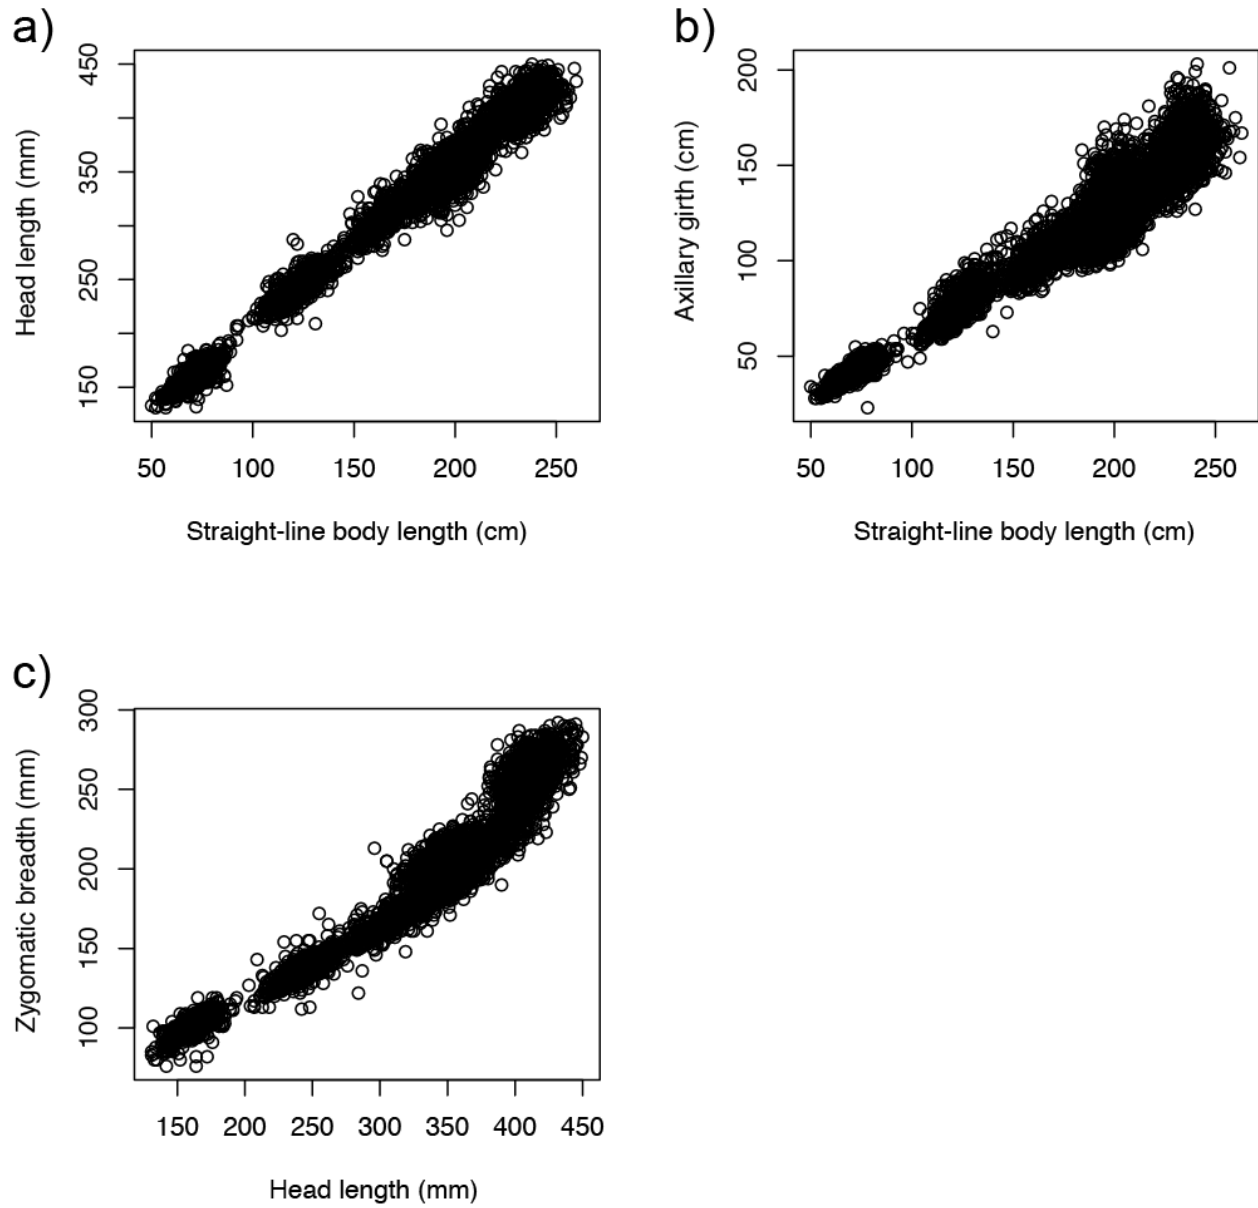 a)
Head length (mm)
150 250 350 450
50 100 150 200 250
Straight-line body length (cm)
b)
Axillary girth (cm)
50 100 150 200
50 100 150 200 250
Straight-line body length (cm)
c)
Zygomatic breadth (mm)
100 150 200 250 300
150 200 250 300 350 400 450
Head length (mm)